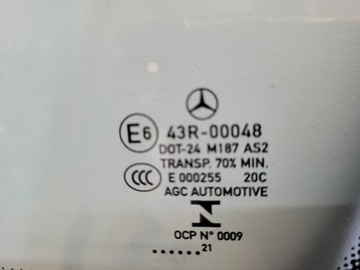 E6 43R-00048
DOT-24 M187 AS2
TRANSP. 70% MIN.
CCC E 000255 20C
AGC AUTOMOTIVE
N
OCP N° 0009
......21